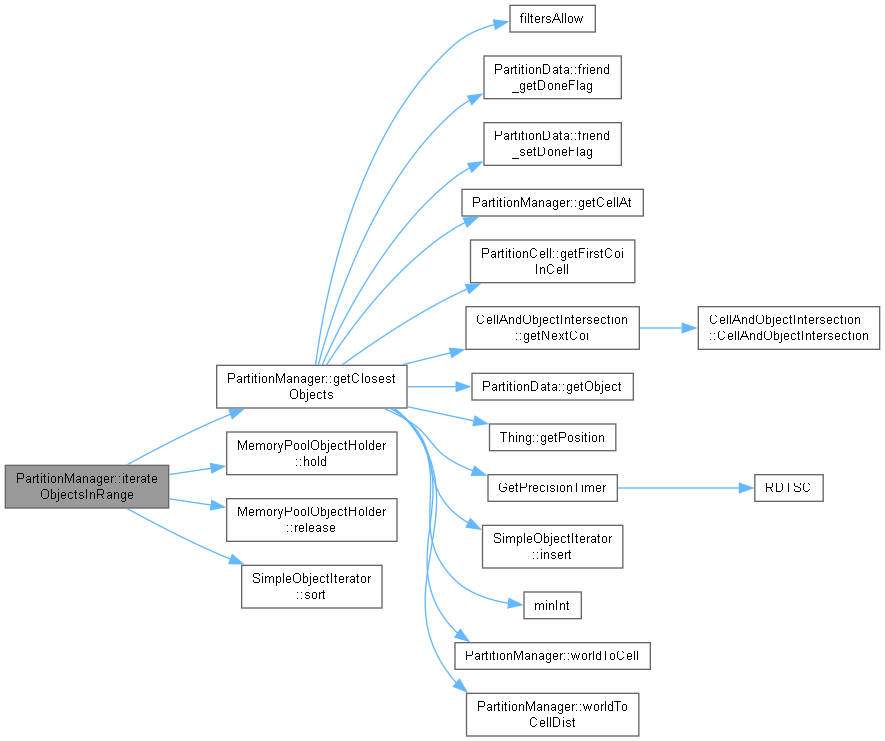 filtersAllow
PartitionData::friend
_getDoneFlag
PartitionData::friend
_setDoneFlag
PartitionManager::getCellAt
PartitionCell::getFirstCoi
InCell
CellAndObjectIntersection
::getNextCoi
CellAndObjectIntersection
::CellAndObjectIntersection
PartitionManager::getClosest
Objects
PartitionData::getObject
Thing::getPosition
MemoryPoolObjectHolder
::hold
PartitionManager::iterate
ObjectsInRange
GetPrecisionTimer
RDTSC
MemoryPoolObjectHolder
::release
SimpleObjectIterator
::insert
SimpleObjectIterator
::sort
minInt
PartitionManager::worldToCell
PartitionManager::worldTo
CellDist